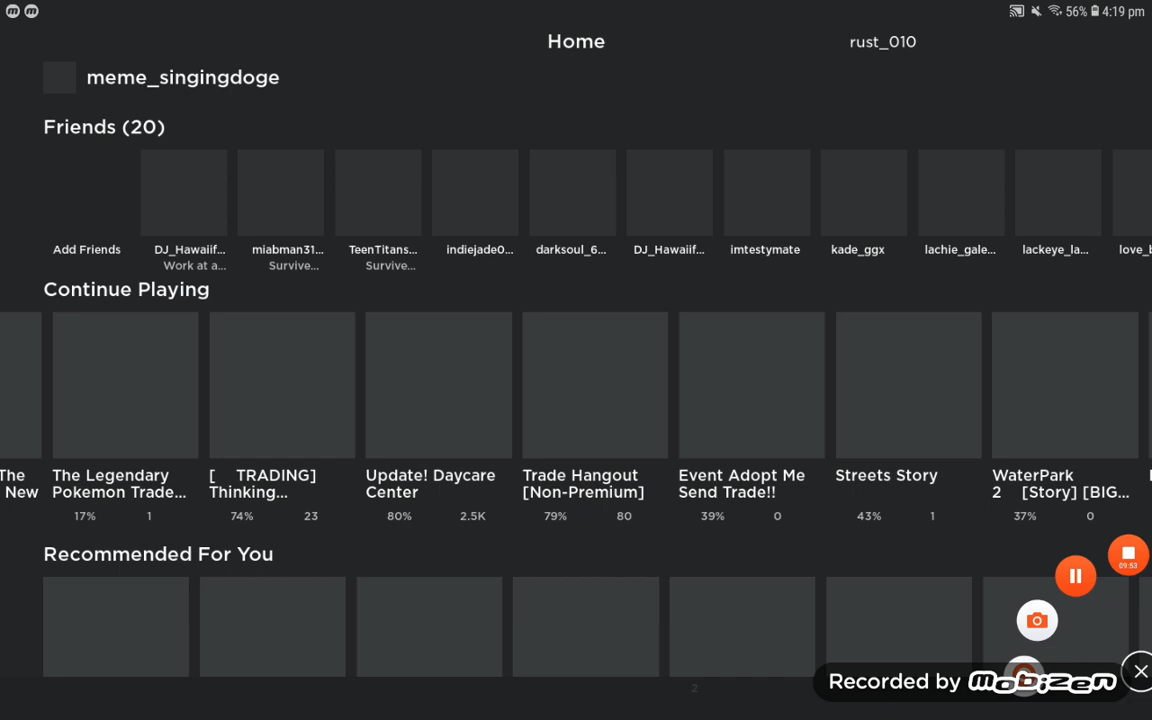 56% 4:19 pm
Home
rust_010
meme_singingdoge
Friends (20)
Add Friends
DJ_Hawaiif...
Work at a...
miabman31...
Survive...
TeenTitans...
Survive...
indiejade0...
darksoul_6...
DJ_Hawaiif...
imtestymate
kade_ggx
lachie_gale...
lackeye_la...
love_b
Continue Playing
The
New
The Legendary
Pokemon Trade...
17% 1
[ TRADING]
Thinking...
74% 23
Update! Daycare
Center
80% 2.5K
Trade Hangout
[Non-Premium]
79% 80
Event Adopt Me
Send Trade!!
39% 0
Streets Story
43% 1
WaterPark
2 [Story] [BIG...
37% 0
Recommended For You
09:53
2
Recorded by mobizen